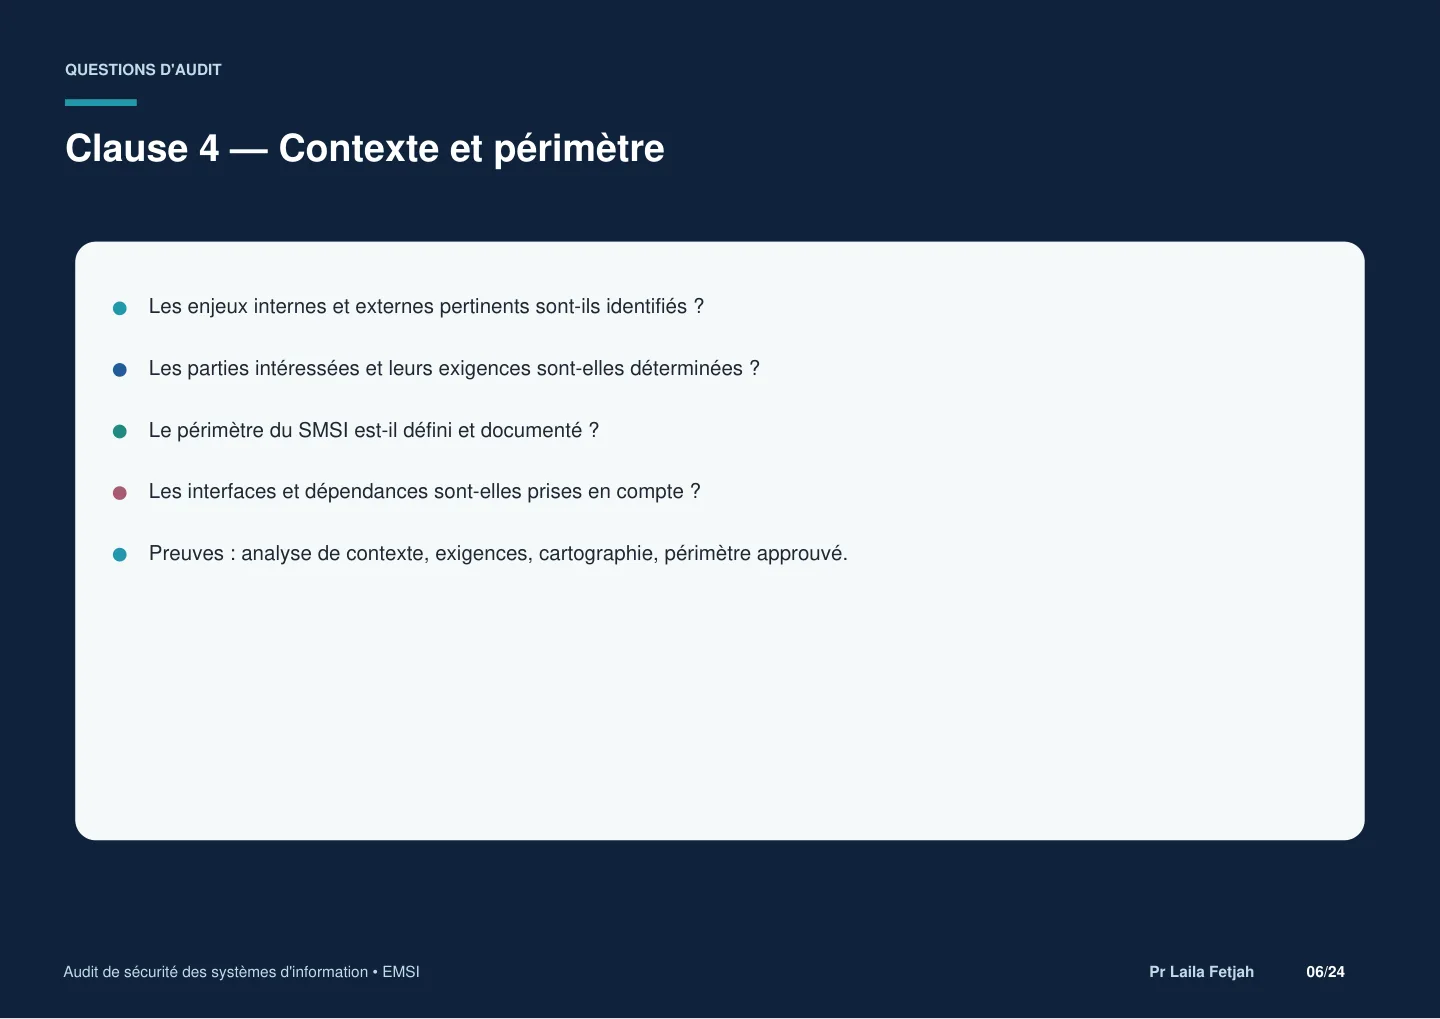 QUESTIONS D'AUDIT
Clause 4 — Contexte et périmètre
Les enjeux internes et externes pertinents sont-ils identifiés ?
Les parties intéressées et leurs exigences sont-elles déterminées ?
Le périmètre du SMSI est-il défini et documenté ?
Les interfaces et dépendances sont-elles prises en compte ?
Preuves : analyse de contexte, exigences, cartographie, périmètre approuvé.
Audit de sécurité des systèmes d'information • EMSI
Pr Laila Fetjah
06/24